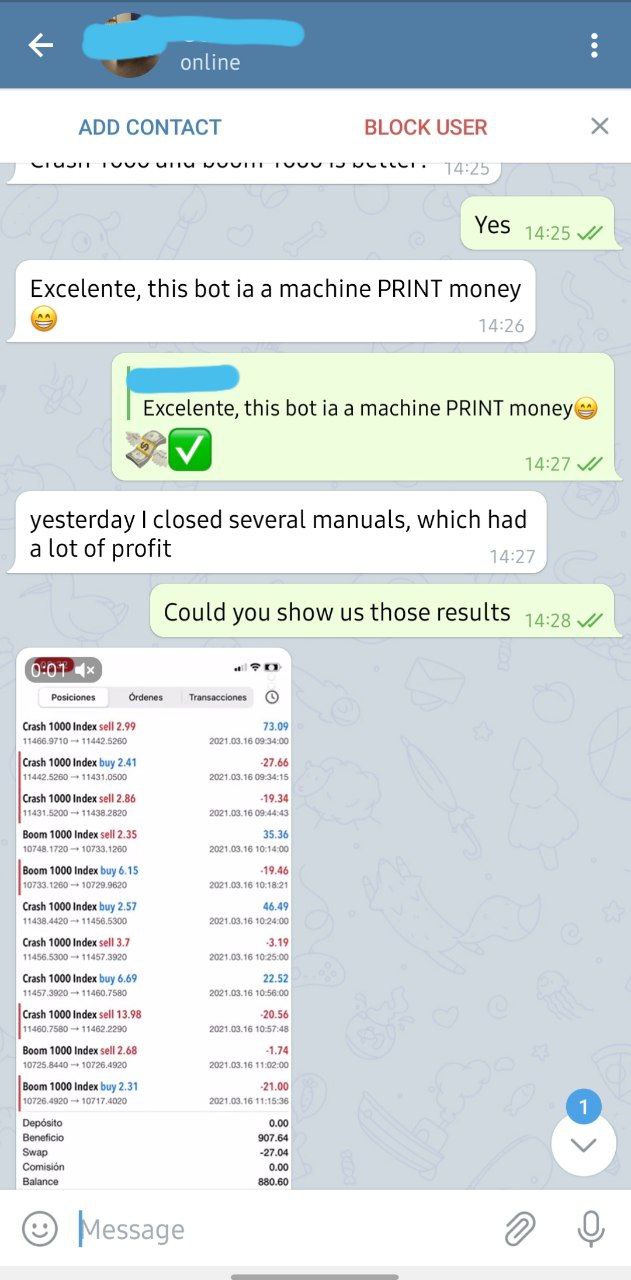 online
ADD CONTACT
BLOCK USER
Crash 1000 and boom 1000 is better?
14:25
Yes
14:25
Excelente, this bot ia a machine PRINT money
😁
14:26
Excelente, this bot ia a machine PRINT money😁
💸✅
14:27
yesterday I closed several manuals, which had
a lot of profit
14:27
Could you show us those results
14:28
0:01
Posiciones Órdenes Transacciones
Crash 1000 Index sell 2.99 73.09
11466.9710 → 11442.5260 2021.03.16 09:34:00
Crash 1000 Index buy 2.41 -27.66
11442.5260 → 11431.0500 2021.03.16 09:34:15
Crash 1000 Index sell 2.86 -19.34
11431.5200 → 11438.2820 2021.03.16 09:44:43
Boom 1000 Index sell 2.35 35.36
10748.1720 → 10733.1260 2021.03.16 10:14:00
Boom 1000 Index buy 6.15 -19.46
10733.1260 → 10729.9620 2021.03.16 10:18:21
Crash 1000 Index buy 2.57 46.49
11438.4420 → 11456.5300 2021.03.16 10:24:00
Crash 1000 Index sell 3.7 -3.19
11456.5300 → 11457.3920 2021.03.16 10:25:00
Crash 1000 Index buy 6.69 22.52
11457.3920 → 11460.7580 2021.03.16 10:56:00
Crash 1000 Index sell 13.98 -20.56
11460.7580 → 11462.2290 2021.03.16 10:57:48
Boom 1000 Index sell 2.68 -1.74
10725.8440 → 10726.4920 2021.03.16 11:02:00
Boom 1000 Index buy 2.31 -21.00
10726.4920 → 10717.4020 2021.03.16 11:15:36
Depósito 0.00
Beneficio 907.64
Swap -27.04
Comisión 0.00
Balance 880.60
1
Message